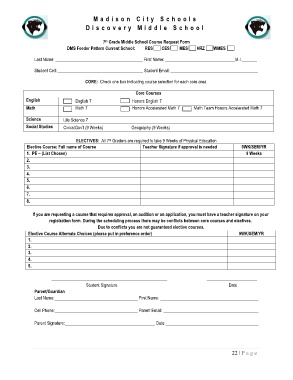 Madison City Schools
Discovery Middle School
7th Grade Middle School Course Request Form
DMS Feeder Pattern Current School: RES CES MES HRZ WMES
Last Name: First Name: M.I.:
Student Cell: Student Email:
CORE: Check one box indicating course selection for each core area.
Core Courses
English English 7 Honors English 7
Math Math 7 Honors Accelerated Math 7 Math Team Honors Accelerated Math 7
Science Life Science 7
Social Studies Civics/Gov't (9 Weeks) Geography (9 Weeks)
ELECTIVES: All 7th Graders are required to take 9 Weeks of Physical Education
Elective Course: Full name of Course Teacher Signature if approval is needed 9WK/SEM/YR
1. PE – (List Choice) 9 Weeks
2.
3.
4.
5.
6.
7.
8.
If you are requesting a course that requires approval, an audition or an application, you must have a teacher signature on your
registration form. During the scheduling process there may be conflicts between core courses and electives.
Due to conflicts you are not guaranteed elective courses.
Elective Course Alternate Choices (please put in preference order) 9WK/SEM/YR
1.
2.
3.
4.
5.
Student Signature Date
Parent/Guardian
Last Name: First Name:
Cell Phone: Parent Email:
Parent Signature: Date:
22 | Page